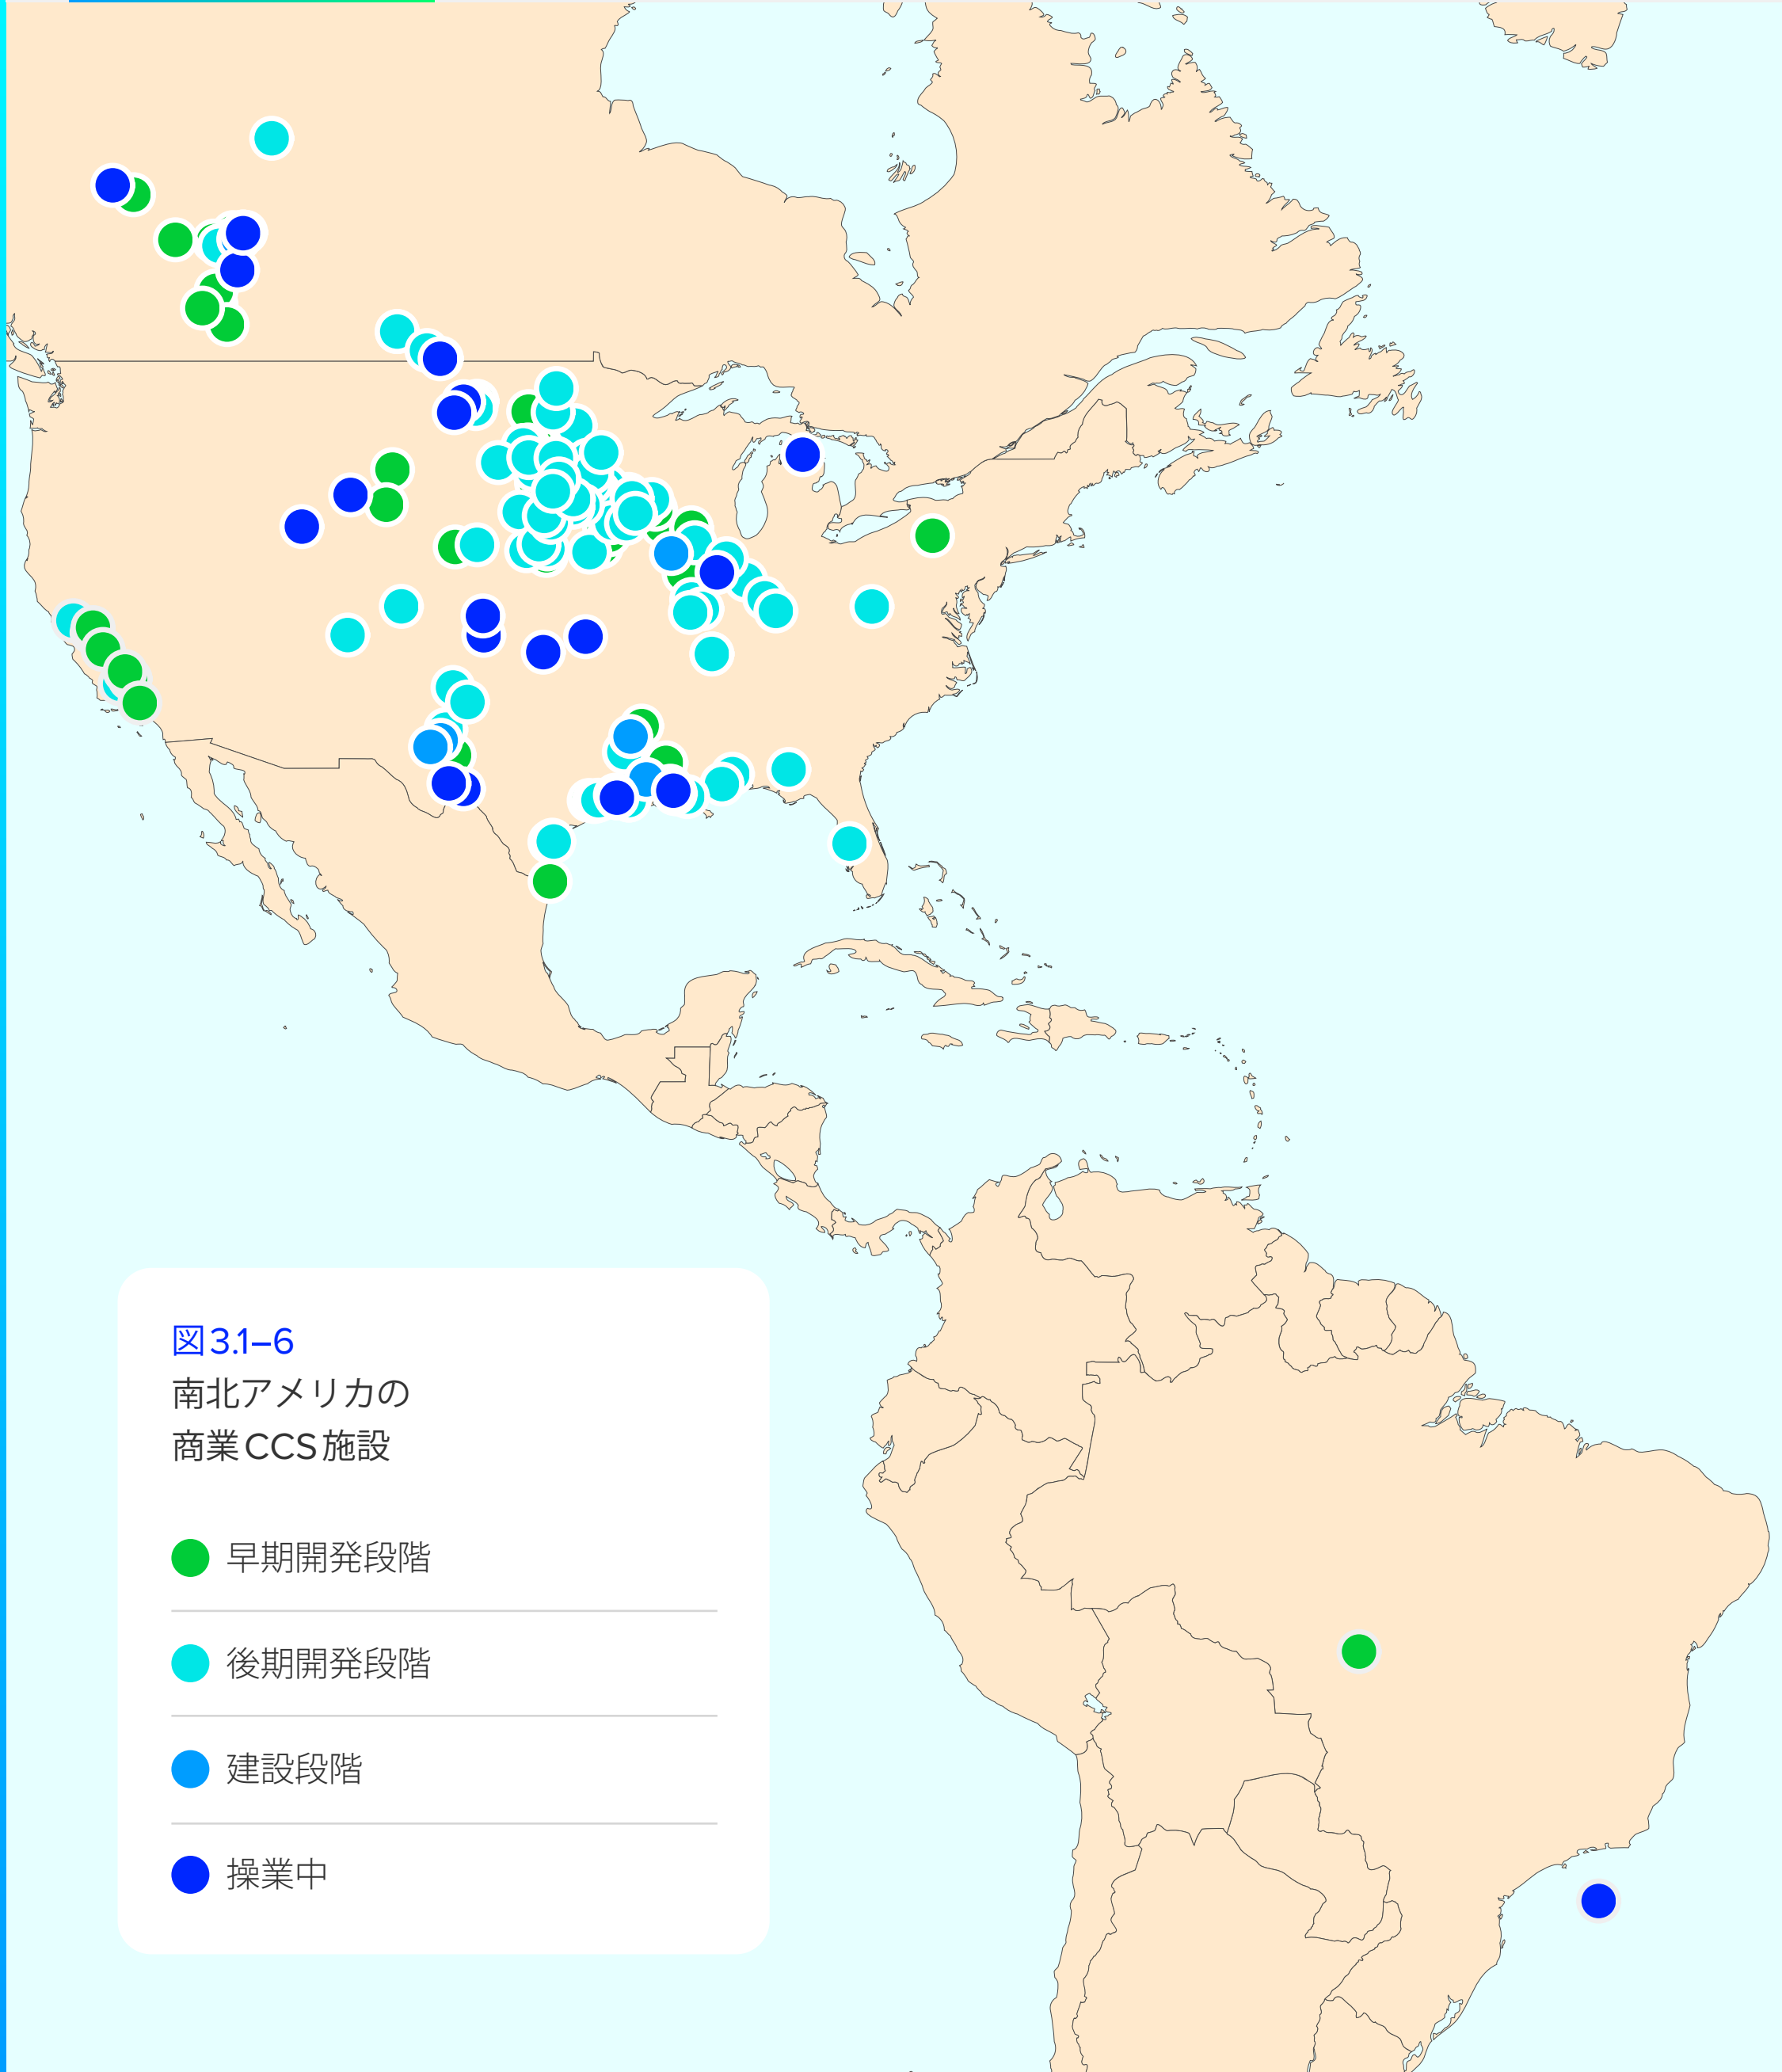 図3.1–6
南北アメリカの
商業CCS施設
早期開発段階
後期開発段階
建設段階
操業中